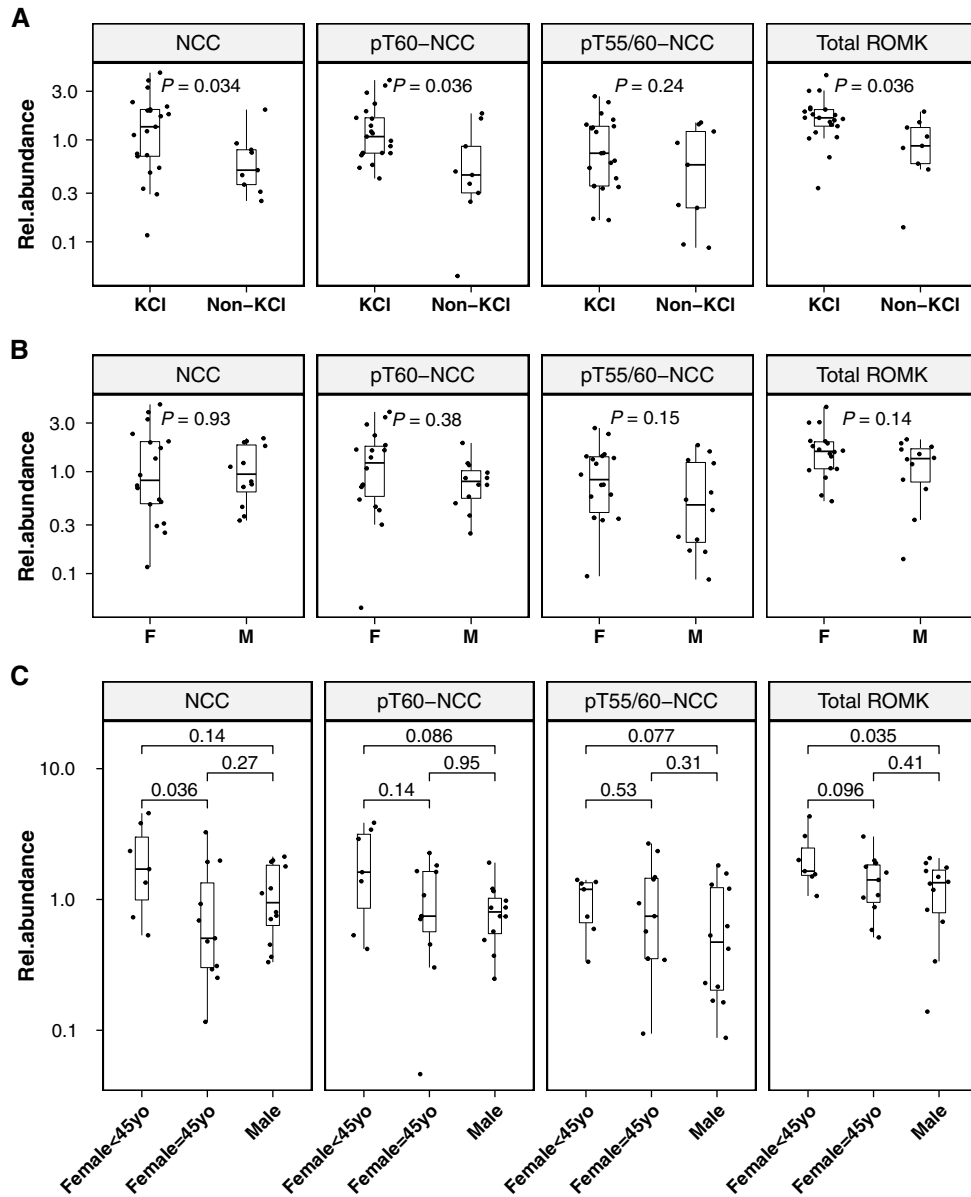 A
NCC pT60−NCC pT55/60−NCC Total ROMK
P = 0.034 P = 0.036 P = 0.24 P = 0.036
3.0
1.0
0.3
0.1
Rel.abundance
KCl Non−KCl KCl Non−KCl KCl Non−KCl KCl Non−KCl
B
NCC pT60−NCC pT55/60−NCC Total ROMK
P = 0.93 P = 0.38 P = 0.15 P = 0.14
3.0
1.0
0.3
0.1
Rel.abundance
F M F M F M F M
C
NCC pT60−NCC pT55/60−NCC Total ROMK
0.14 0.086 0.077 0.035
0.27 0.95 0.31 0.41
0.036 0.14 0.53 0.096
10.0
1.0
0.1
Rel.abundance
Female<45yo Female=45yo Male Female<45yo Female=45yo Male Female<45yo Female=45yo Male Female<45yo Female=45yo Male